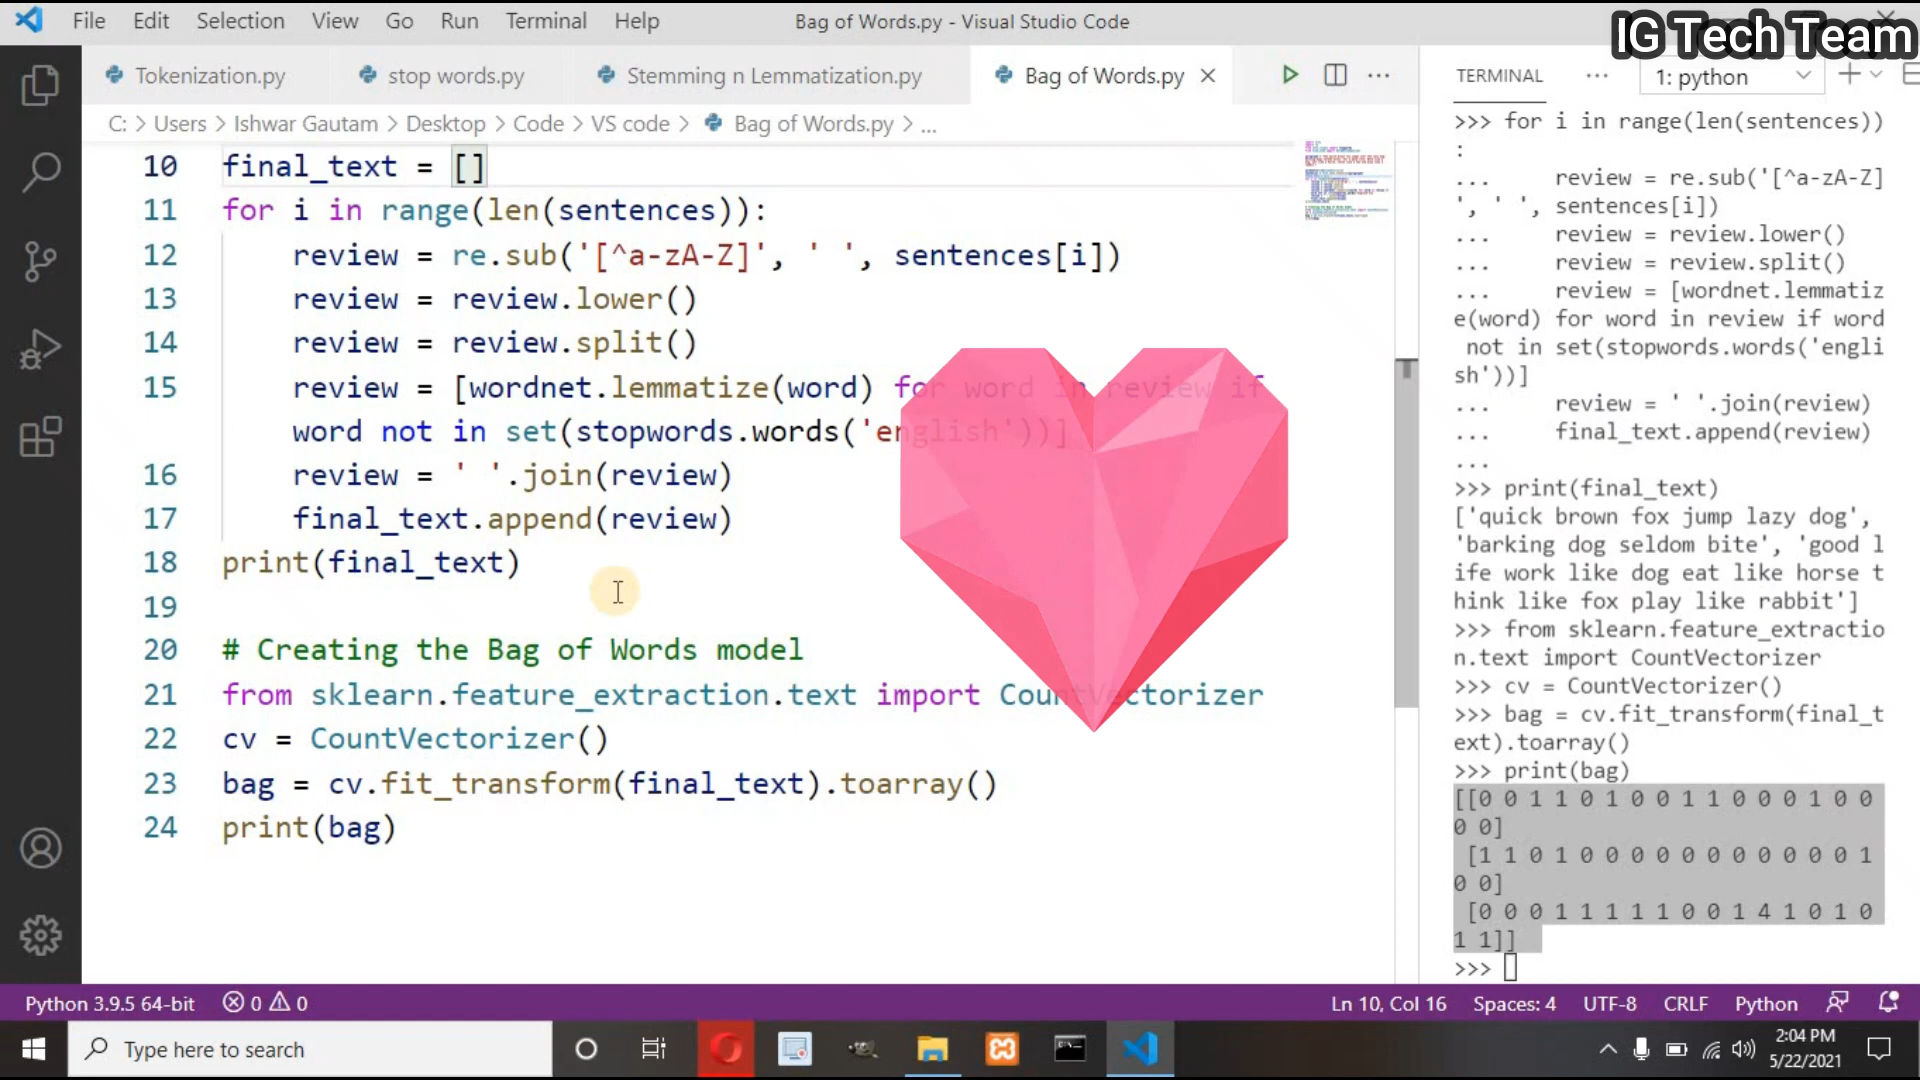 File Edit Selection View Go Run Terminal Help
Bag of Words.py - Visual Studio Code
IG Tech Team
Tokenization.py
stop words.py
Stemming n Lemmatization.py
Bag of Words.py
C: > Users > Ishwar Gautam > Desktop > Code > VS code > Bag of Words.py > ...
10 final_text = []
11 for i in range(len(sentences)):
12 review = re.sub('[^a-zA-Z]', ' ', sentences[i])
13 review = review.lower()
14 review = review.split()
15 review = [wordnet.lemmatize(word) for word in review if
word not in set(stopwords.words('english'))]
16 review = ' '.join(review)
17 final_text.append(review)
18 print(final_text)
19
20 # Creating the Bag of Words model
21 from sklearn.feature_extraction.text import CountVectorizer
22 cv = CountVectorizer()
23 bag = cv.fit_transform(final_text).toarray()
24 print(bag)
TERMINAL ... 1: python
>>> for i in range(len(sentences))
:
... review = re.sub('[^a-zA-Z]
', ' ', sentences[i])
... review = review.lower()
... review = review.split()
... review = [wordnet.lemmatiz
e(word) for word in review if word
not in set(stopwords.words('engli
sh'))]
... review = ' '.join(review)
... final_text.append(review)
...
>>> print(final_text)
['quick brown fox jump lazy dog',
'barking dog seldom bite', 'good l
ife work like dog eat like horse t
hink like fox play like rabbit']
>>> from sklearn.feature_extractio
n.text import CountVectorizer
>>> cv = CountVectorizer()
>>> bag = cv.fit_transform(final_t
ext).toarray()
>>> print(bag)
[[0 0 1 1 0 1 0 0 1 1 0 0 0 1 0 0
0 0]
[1 1 0 1 0 0 0 0 0 0 0 0 0 0 0 1
0 0]
[0 0 0 1 1 1 1 1 0 0 1 4 1 0 1 0
1 1]]
>>>
Python 3.9.5 64-bit 0 0
Ln 10, Col 16 Spaces: 4 UTF-8 CRLF Python
Type here to search
2:04 PM
5/22/2021